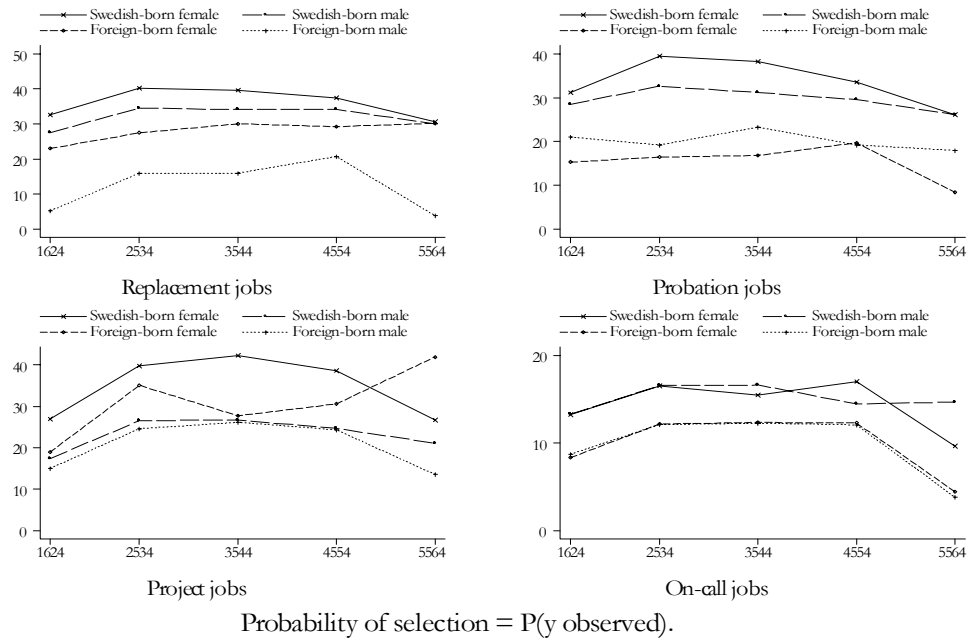 Swedish-born female Swedish-born male
Foreign-born female Foreign-born male
50
40
30
20
10
0
1624 2534 3544 4554 5564
Replacement jobs
Swedish-born female Swedish-born male
Foreign-born female Foreign-born male
40
30
20
10
0
1624 2534 3544 4554 5564
Probation jobs
Swedish-born female Swedish-born male
Foreign-born female Foreign-born male
40
30
20
10
0
1624 2534 3544 4554 5564
Project jobs
Swedish-born female Swedish-born male
Foreign-born female Foreign-born male
20
10
0
1624 2534 3544 4554 5564
On-call jobs
Probability of selection = P(y observed).